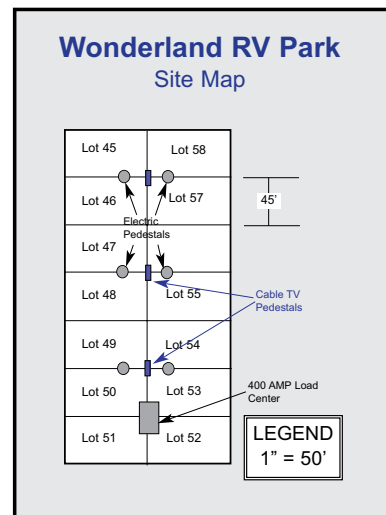 Wonderland RV Park
Site Map
Lot 45
Lot 58
Lot 46
Lot 57
45’
Electric
Pedestals
Lot 47
Lot 48
Lot 55
Cable TV
Pedestals
Lot 49
Lot 54
Lot 50
Lot 53
400 AMP Load
Center
Lot 51
Lot 52
LEGEND
1” = 50’